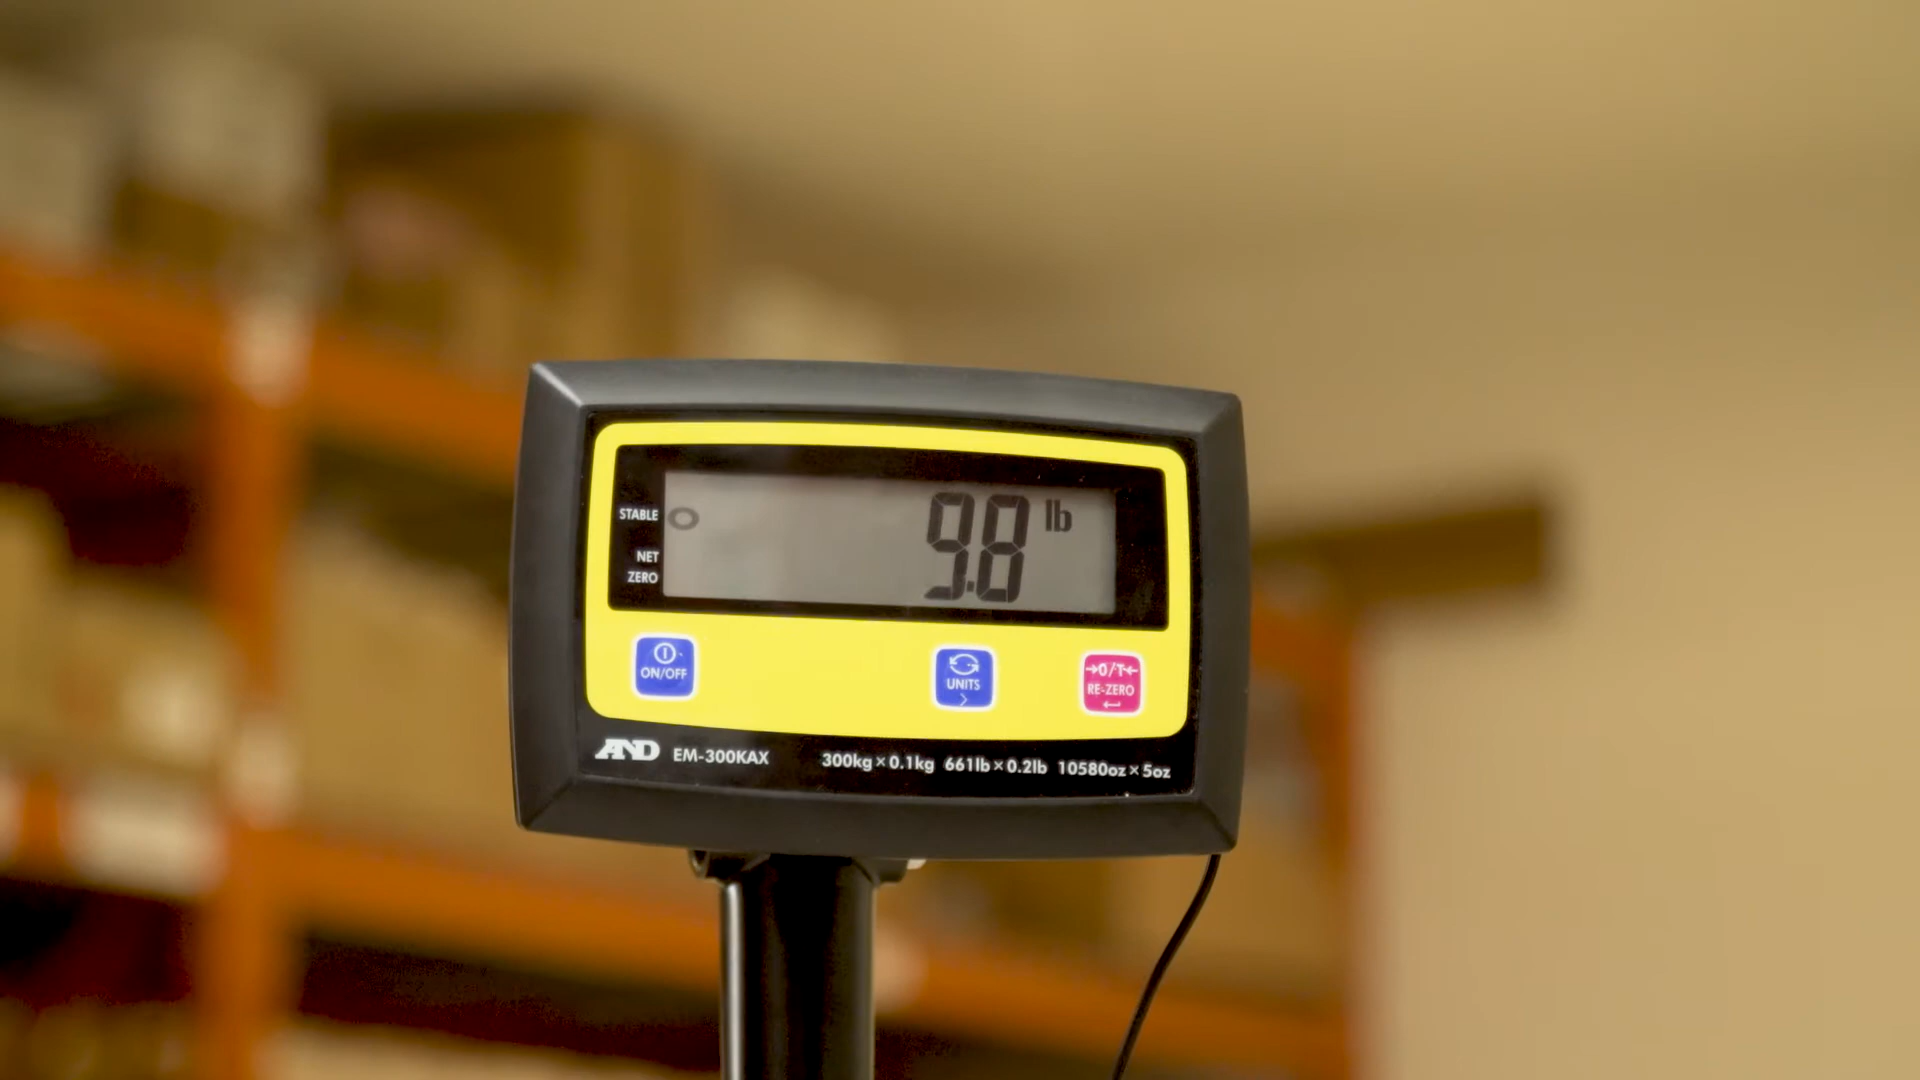 STABLE
NET
ZERO
9.8 lb
ON/OFF
UNITS
→0/T←
RE-ZERO
AND EM-300KAX 300kg×0.1kg 661lb×0.2lb 10580oz×5oz